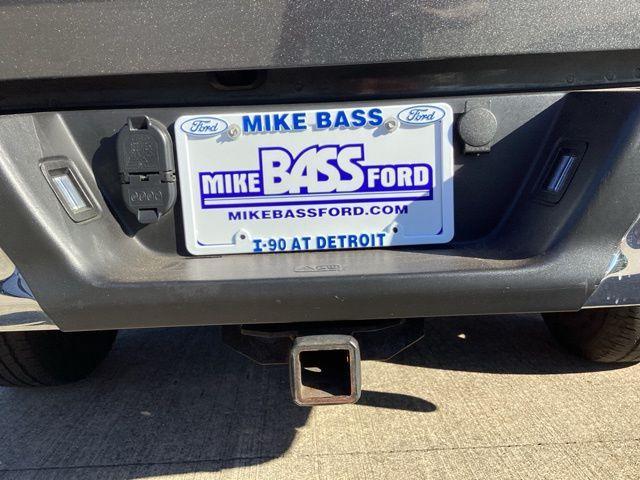 Ford MIKE BASS Ford
MIKE BASS FORD
MIKEBASSFORD.COM
I-90 AT DETROIT